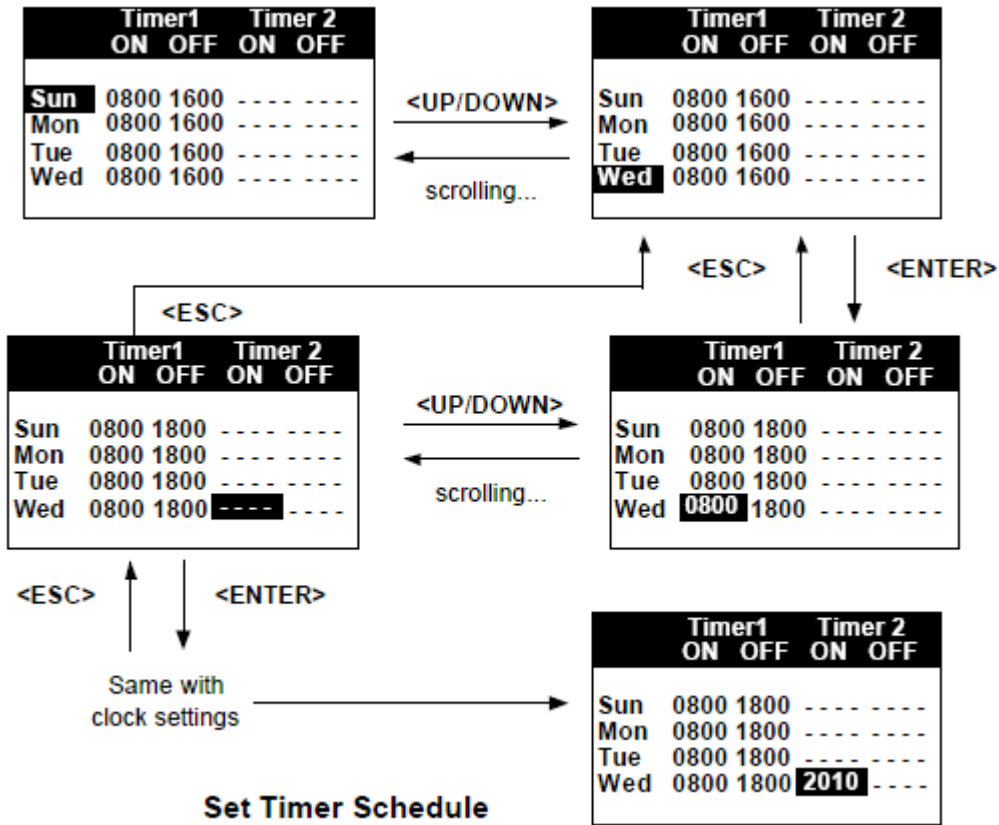 Timer1 Timer 2
ON OFF ON OFF
Sun 0800 1600 - - - - - - - -
Mon 0800 1600 - - - - - - - -
Tue 0800 1600 - - - - - - - -
Wed 0800 1600 - - - - - - - -
<UP/DOWN>
scrolling...
Timer1 Timer 2
ON OFF ON OFF
Sun 0800 1600 - - - - - - - -
Mon 0800 1600 - - - - - - - -
Tue 0800 1600 - - - - - - - -
Wed 0800 1600 - - - - - - - -
<ESC>
<ESC>
<ENTER>
Timer1 Timer 2
ON OFF ON OFF
Sun 0800 1800 - - - - - - - -
Mon 0800 1800 - - - - - - - -
Tue 0800 1800 - - - - - - - -
Wed 0800 1800 - - - - - - - -
<UP/DOWN>
scrolling...
Timer1 Timer 2
ON OFF ON OFF
Sun 0800 1800 - - - - - - - -
Mon 0800 1800 - - - - - - - -
Tue 0800 1800 - - - - - - - -
Wed 0800 1800 - - - - - - - -
<ESC>
<ENTER>
Same with
clock settings
Timer1 Timer 2
ON OFF ON OFF
Sun 0800 1800 - - - - - - - -
Mon 0800 1800 - - - - - - - -
Tue 0800 1800 - - - - - - - -
Wed 0800 1800 2010 - - - -
Set Timer Schedule